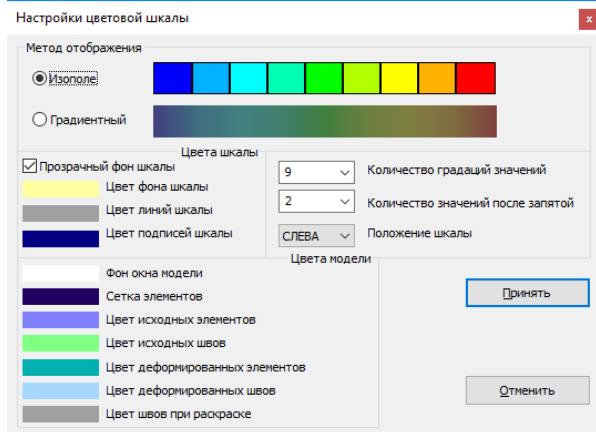 Настройки цветовой шкалы
x
Метод отображения
Изополе
Градиентный
Цвета шкалы
Прозрачный фон шкалы
Цвет фона шкалы
Цвет линий шкалы
Цвет подписей шкалы
9
Количество градаций значений
2
Количество значений после запятой
СЛЕВА
Положение шкалы
Цвета модели
Фон окна модели
Сетка элементов
Цвет исходных элементов
Цвет исходных швов
Цвет деформированных элементов
Цвет деформированных швов
Цвет швов при раскраске
Принять
Отменить